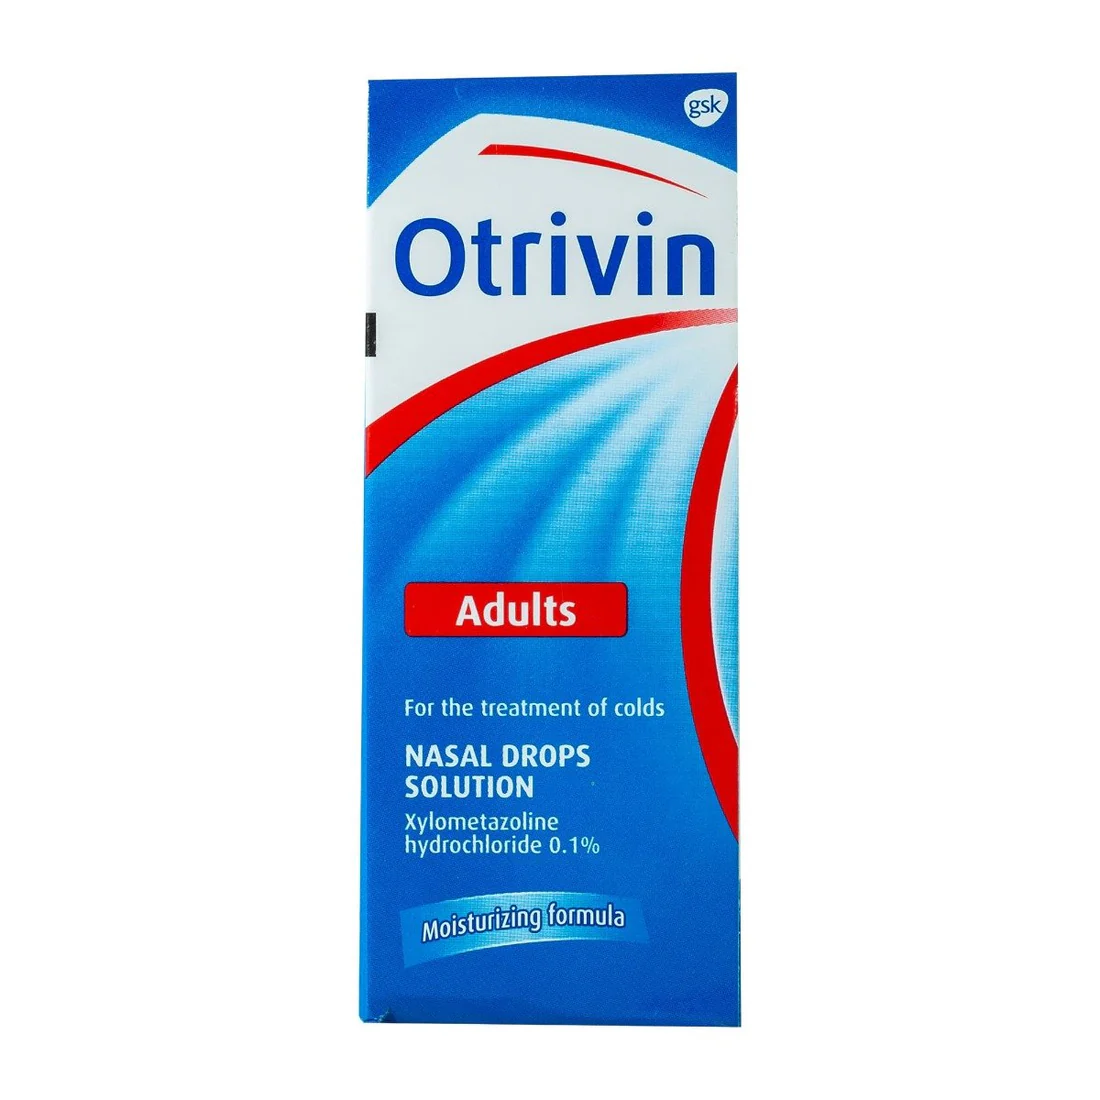 gsk
Otrivin
Adults
For the treatment of colds
NASAL DROPS
SOLUTION
Xylometazoline
hydrochloride 0.1%
Moisturizing formula